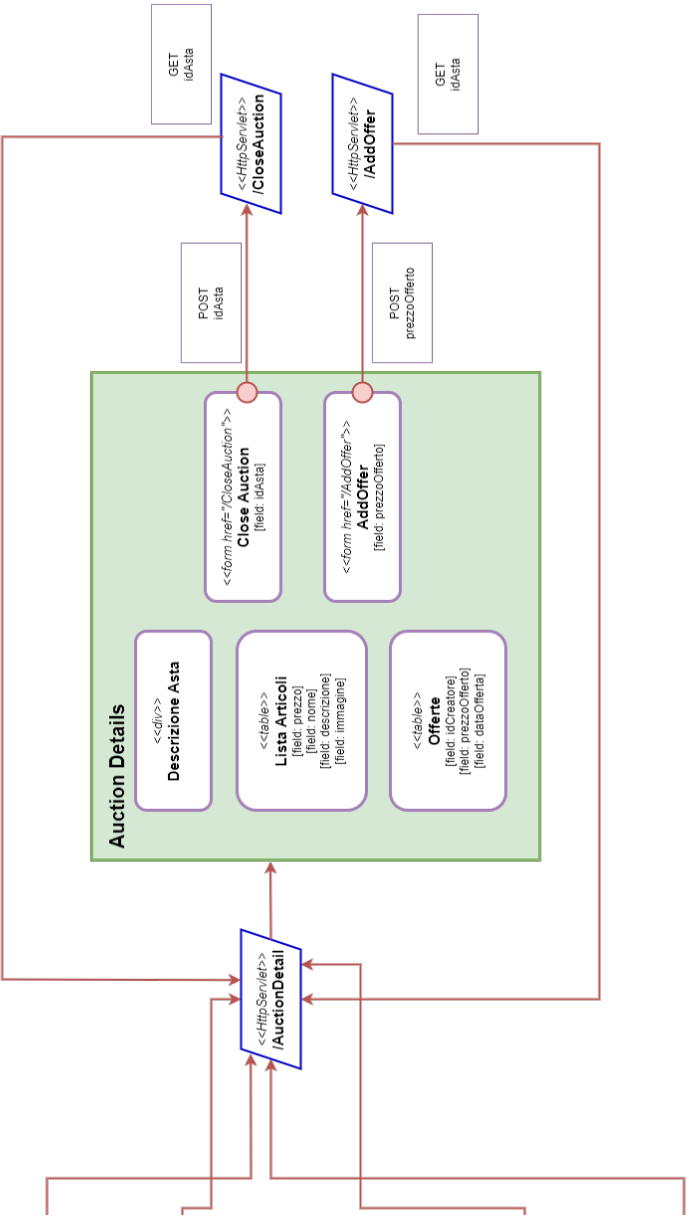 <<HttpServlet>>
/AuctionDetail
Auction Details
<<div>>
Descrizione Asta
<<table>>
Lista Articoli
[field: prezzo]
[field: nome]
[field: descrizione]
[field: immagine]
<<table>>
Offerte
[field: idCreatore]
[field: prezzoOfferto]
[field: dataOfferta]
<<form href="/CloseAuction">>
Close Auction
[field: idAsta]
<<form href="/AddOffer">>
AddOffer
[field: prezzoOfferto]
POST
idAsta
POST
prezzoOfferto
<<HttpServlet>>
/CloseAuction
<<HttpServlet>>
/AddOffer
GET
idAsta
GET
idAsta